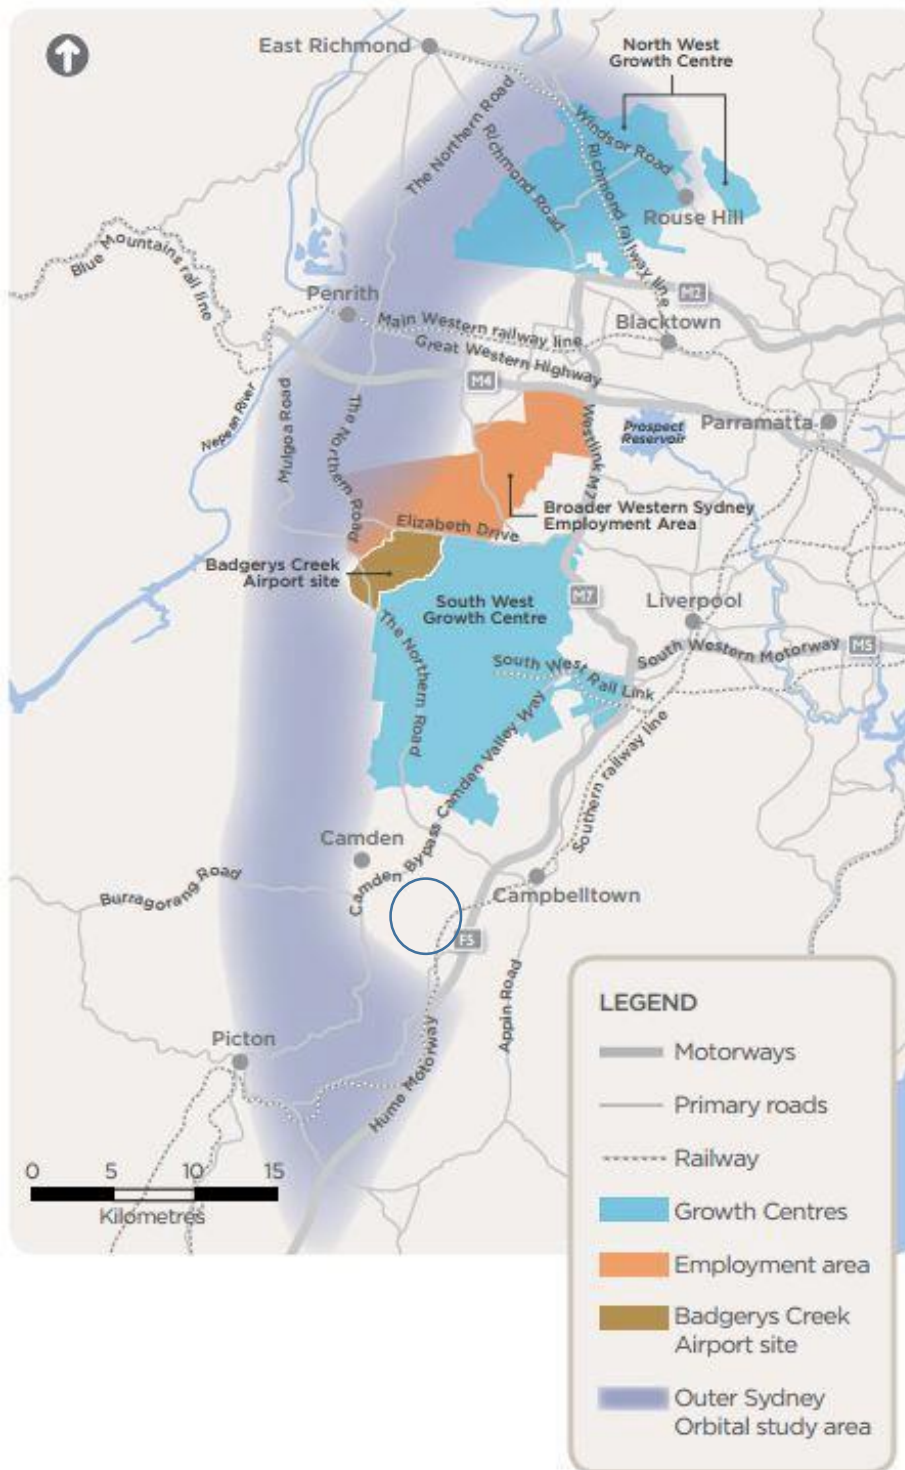 East Richmond
North West
Growth Centre
The Northern Road
Richmond Road
Windsor Road
Richmond railway line
Rouse Hill
Blue Mountains rail line
Penrith
M2
Main Western railway line
Blacktown
Great Western Highway
M4
Nepean River
Mulgoa Road
The Northern Road
Westlink M7
Prospect
Reservoir
Parramatta
Broader Western Sydney
Employment Area
Elizabeth Drive
Badgerys Creek
Airport site
South West
Growth Centre
M7
Liverpool
The Northern Road
South West Rail Link
South Western Motorway
M5
Camden Valley Way
Southern railway line
Camden
Camden Bypass
Burragorang Road
Campbelltown
F5
Appin Road
Picton
Hume Motorway
0 5 10 15
Kilometres
LEGEND
Motorways
Primary roads
Railway
Growth Centres
Employment area
Badgerys Creek
Airport site
Outer Sydney
Orbital study area